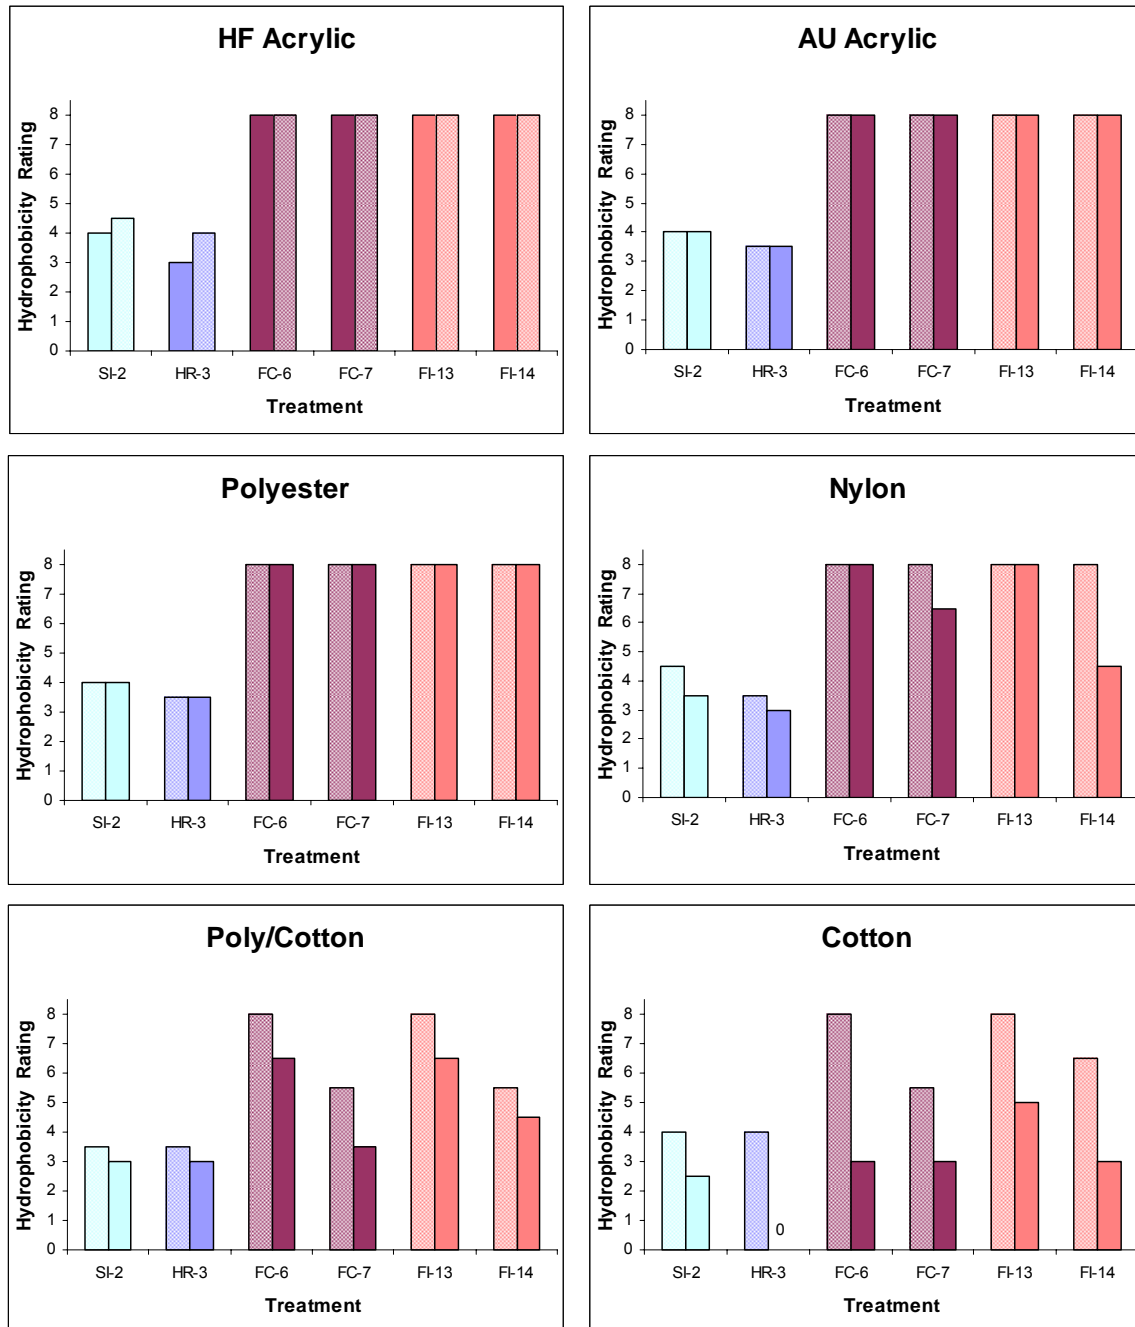 HF Acrylic
Hydrophobicity Rating
8
7
6
5
4
3
2
1
0
SI-2 HR-3 FC-6 FC-7 FI-13 FI-14
Treatment
AU Acrylic
Hydrophobicity Rating
8
7
6
5
4
3
2
1
0
SI-2 HR-3 FC-6 FC-7 FI-13 FI-14
Treatment
Polyester
Hydrophobicity Rating
8
7
6
5
4
3
2
1
0
SI-2 HR-3 FC-6 FC-7 FI-13 FI-14
Treatment
Nylon
Hydrophobicity Rating
8
7
6
5
4
3
2
1
0
SI-2 HR-3 FC-6 FC-7 FI-13 FI-14
Treatment
Poly/Cotton
Hydrophobicity Rating
8
7
6
5
4
3
2
1
0
SI-2 HR-3 FC-6 FC-7 FI-13 FI-14
Treatment
Cotton
Hydrophobicity Rating
8
7
6
5
4
3
2
1
0
0
SI-2 HR-3 FC-6 FC-7 FI-13 FI-14
Treatment